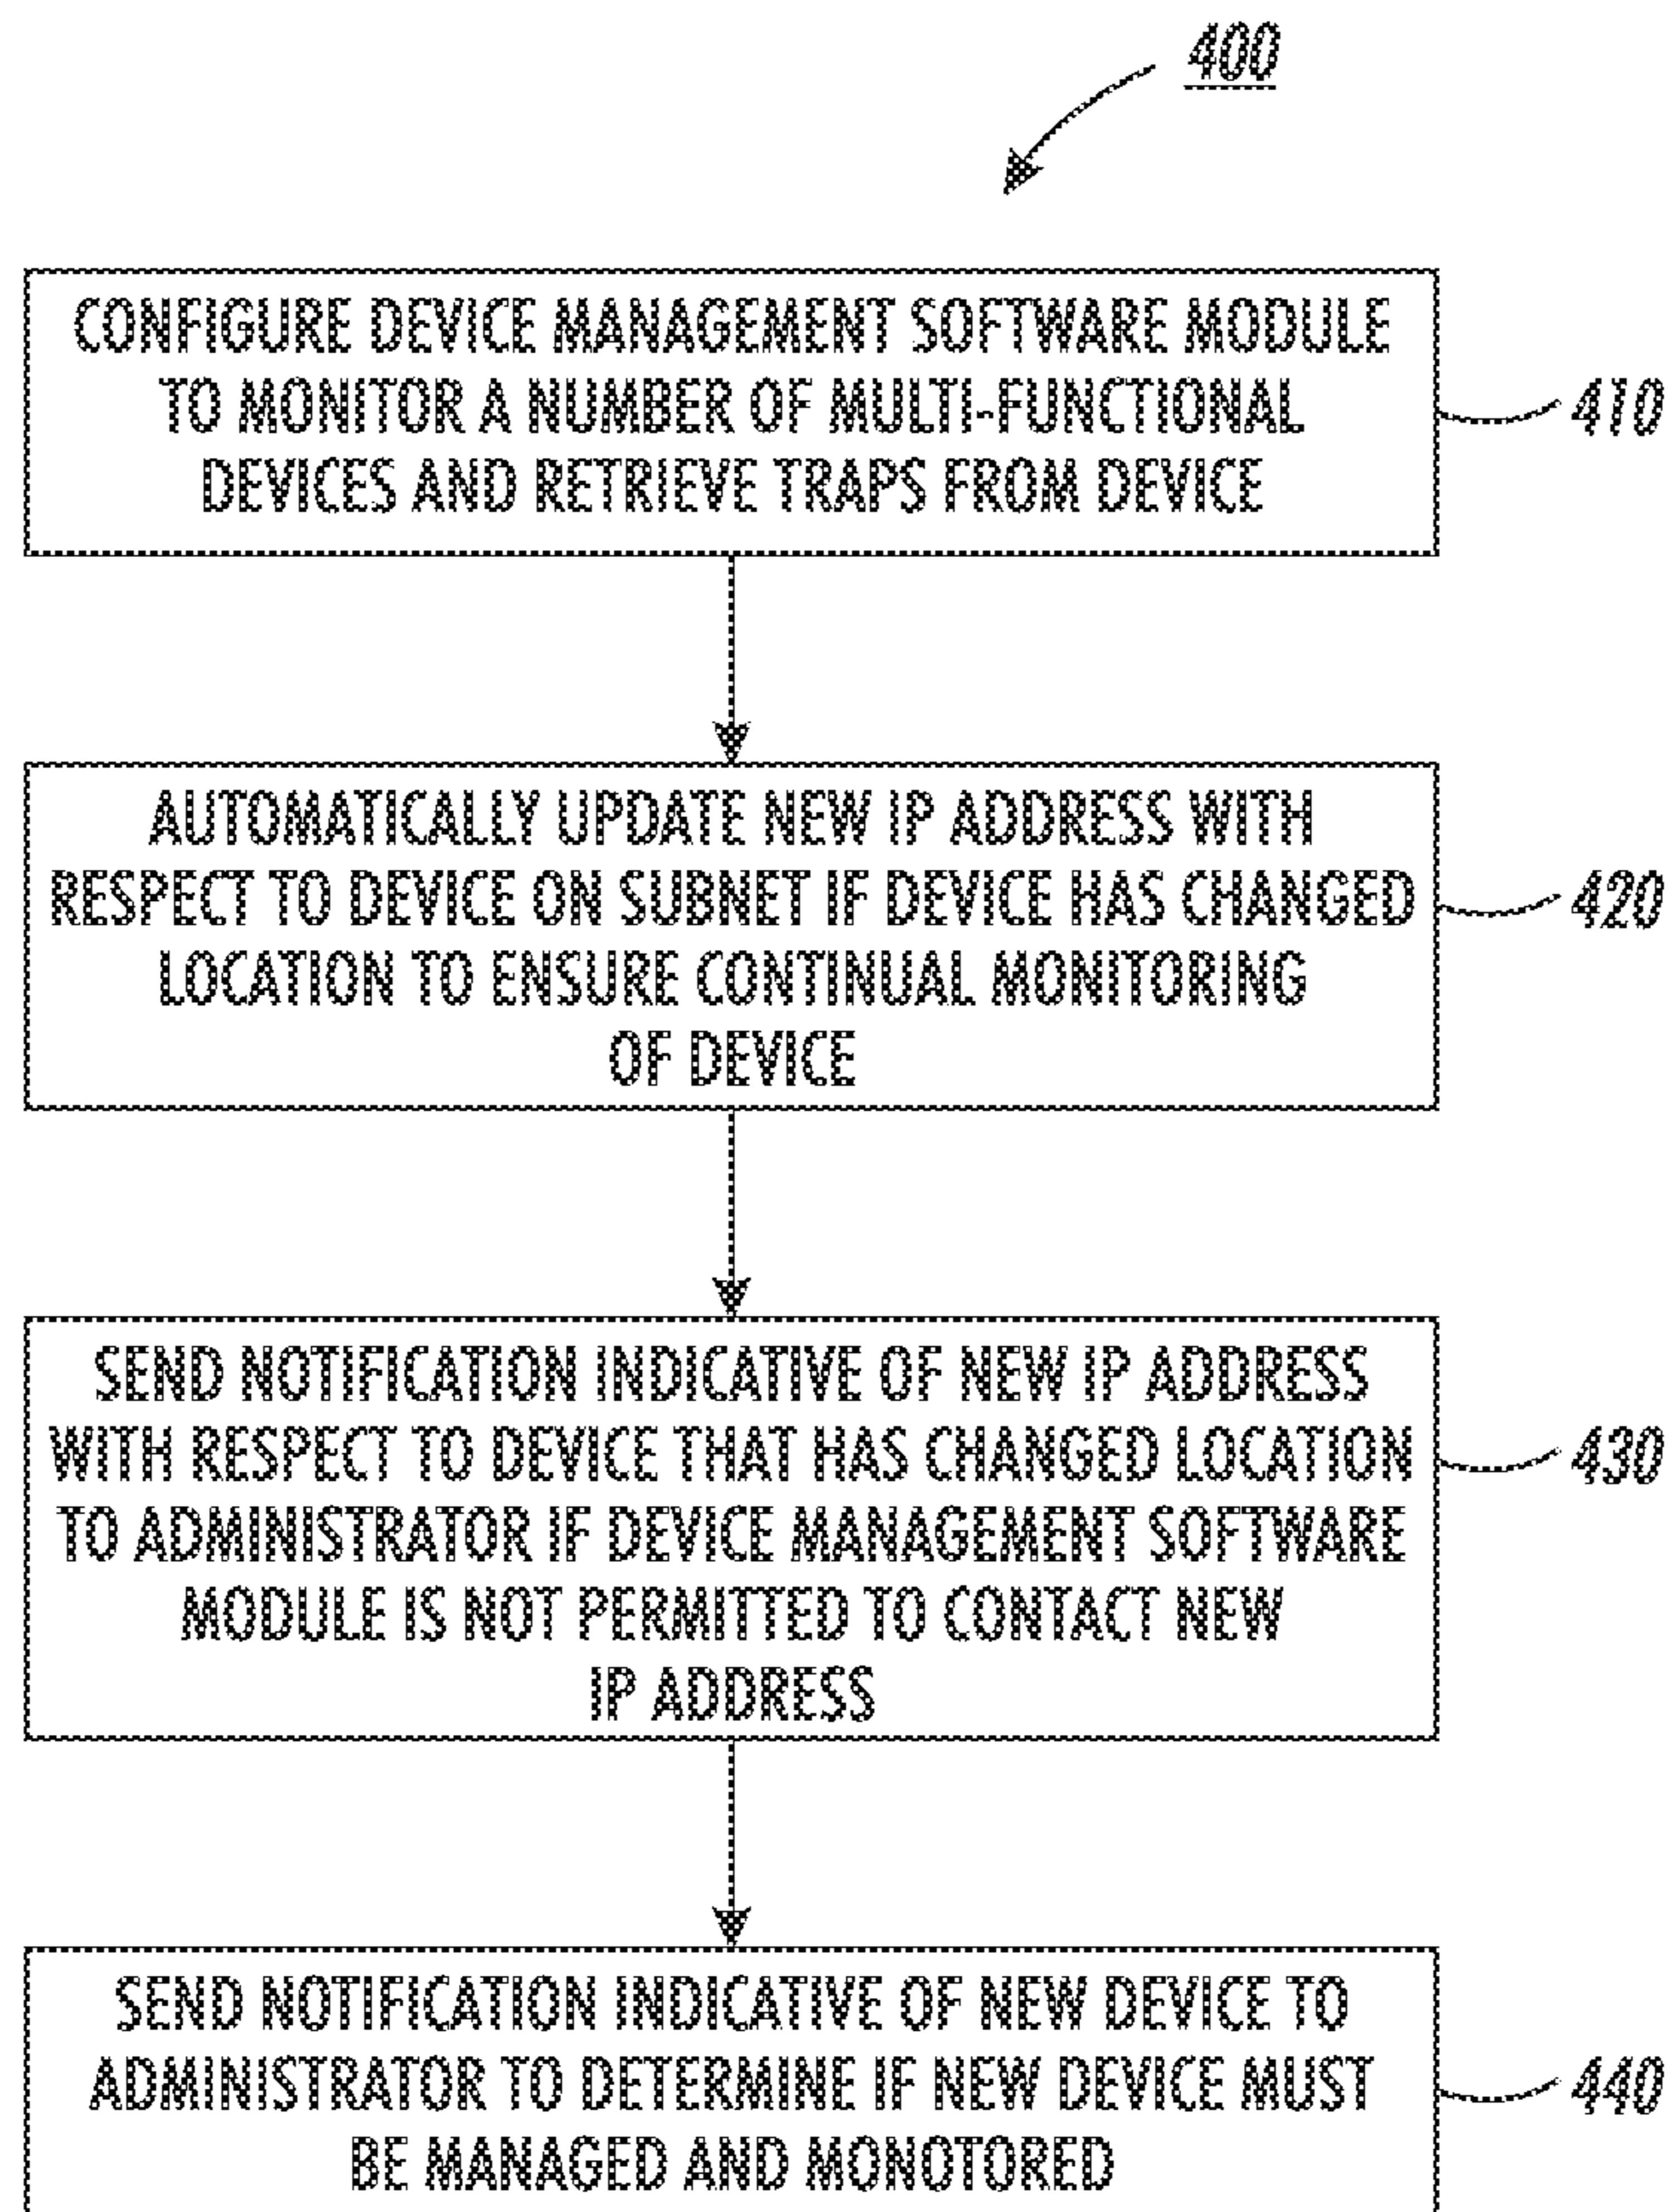 400
CONFIGURE DEVICE MANAGEMENT SOFTWARE MODULE
TO MONITOR A NUMBER OF MULTI-FUNCTIONAL
DEVICES AND RETRIEVE TRAPS FROM DEVICE
410
AUTOMATICALLY UPDATE NEW IP ADDRESS WITH
RESPECT TO DEVICE ON SUBNET IF DEVICE HAS CHANGED
LOCATION TO ENSURE CONTINUAL MONITORING
OF DEVICE
420
SEND NOTIFICATION INDICATIVE OF NEW IP ADDRESS
WITH RESPECT TO DEVICE THAT HAS CHANGED LOCATION
TO ADMINISTRATOR IF DEVICE MANAGEMENT SOFTWARE
MODULE IS NOT PERMITTED TO CONTACT NEW
IP ADDRESS
430
SEND NOTIFICATION INDICATIVE OF NEW DEVICE TO
ADMINISTRATOR TO DETERMINE IF NEW DEVICE MUST
BE MANAGED AND MONOTORED
440